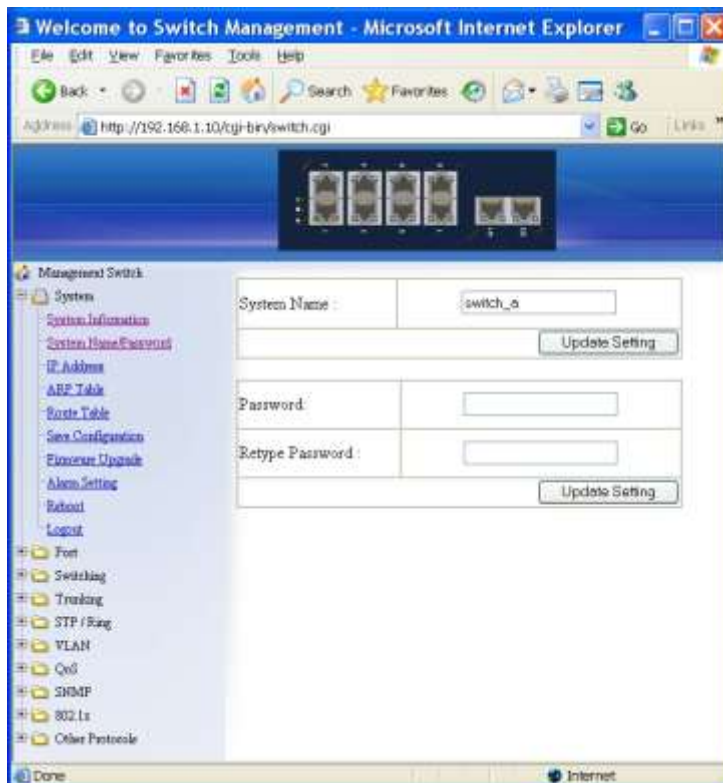 Welcome to Switch Management - Microsoft Internet Explorer
File Edit View Favorites Tools Help
Back Search Favorites
Address http://192.168.1.10/cgi-bin/switch.cgi Go Links
Management Switch
System
System Information
System Name/Password
IP Address
ARP Table
Route Table
Save Configuration
Firmware Upgrade
Alarm Setting
Reboot
Logout
Port
Switching
Trunking
STP / Ring
VLAN
QoS
SNMP
802.1x
Other Protocols
System Name : switch_a
Update Setting
Password:
Retype Password :
Update Setting
Done Internet